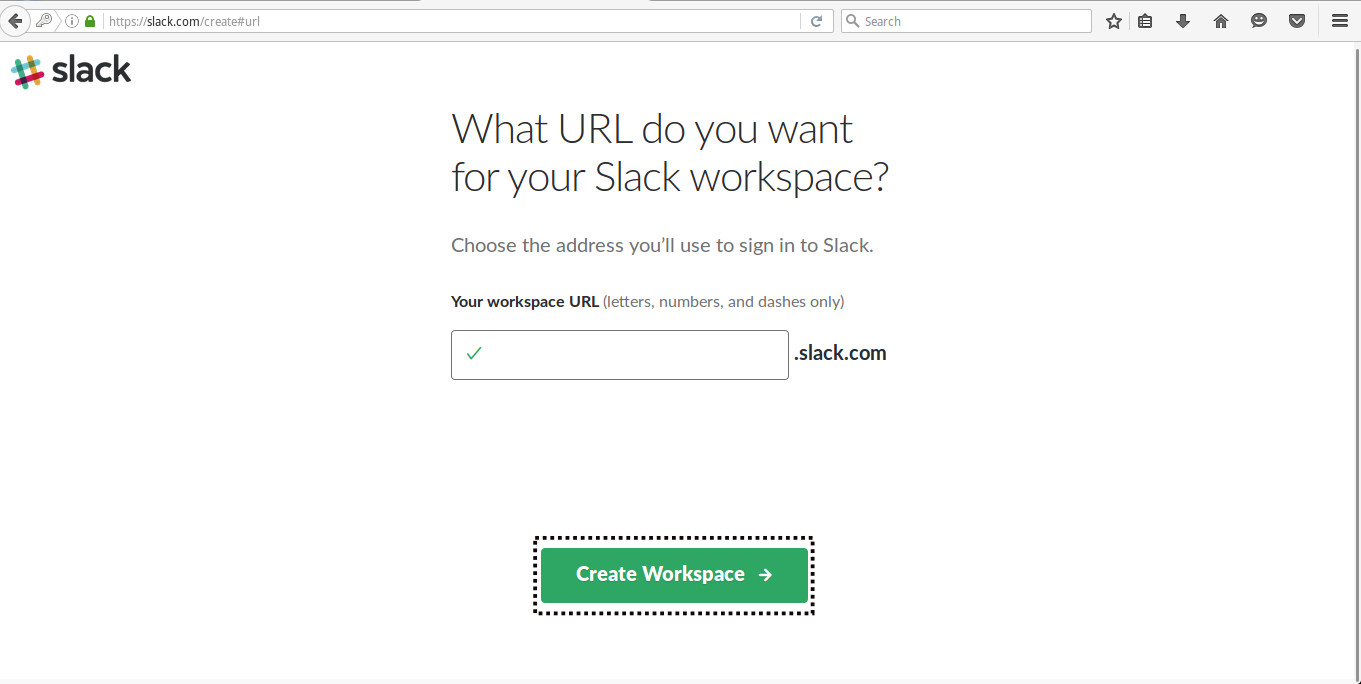 https://slack.com/create#url
Search
slack
What URL do you want
for your Slack workspace?
Choose the address you'll use to sign in to Slack.
Your workspace URL (letters, numbers, and dashes only)
.slack.com
Create Workspace →